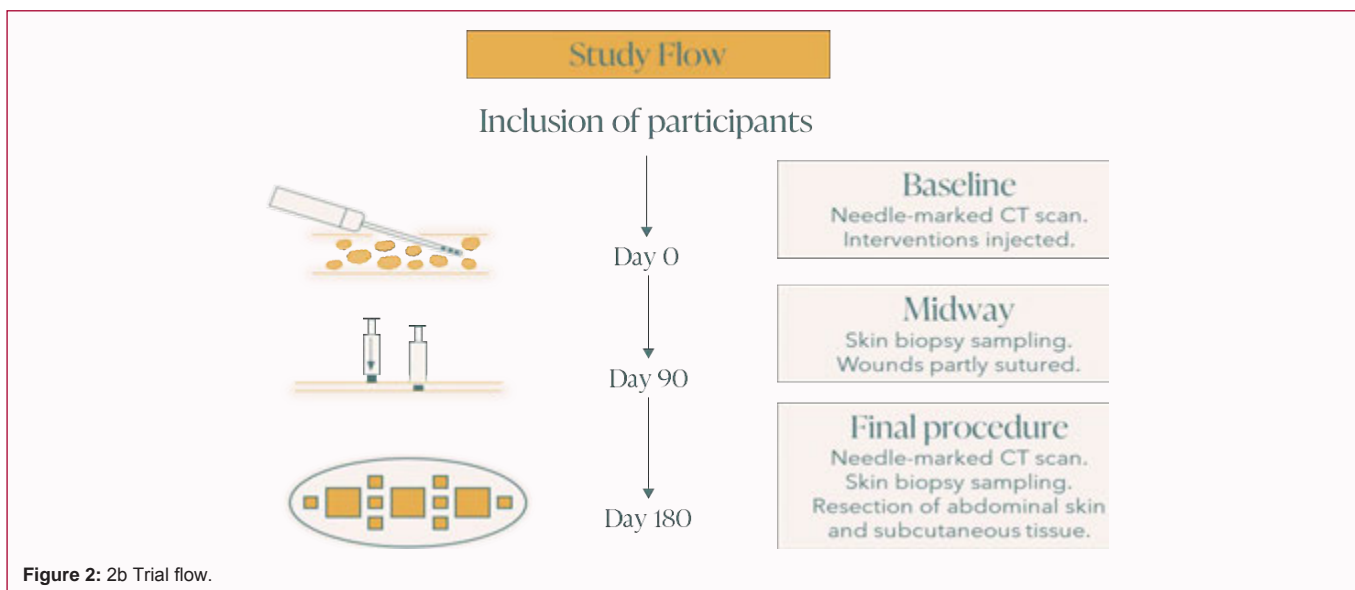 Study Flow
Inclusion of participants
Baseline
Needle-marked CT scan.
Interventions injected.
Day 0
Midway
Skin biopsy sampling.
Wounds partly sutured.
Day 90
Final procedure
Needle-marked CT scan.
Skin biopsy sampling.
Resection of abdominal skin
and subcutaneous tissue.
Day 180
Figure 2: 2b Trial flow.